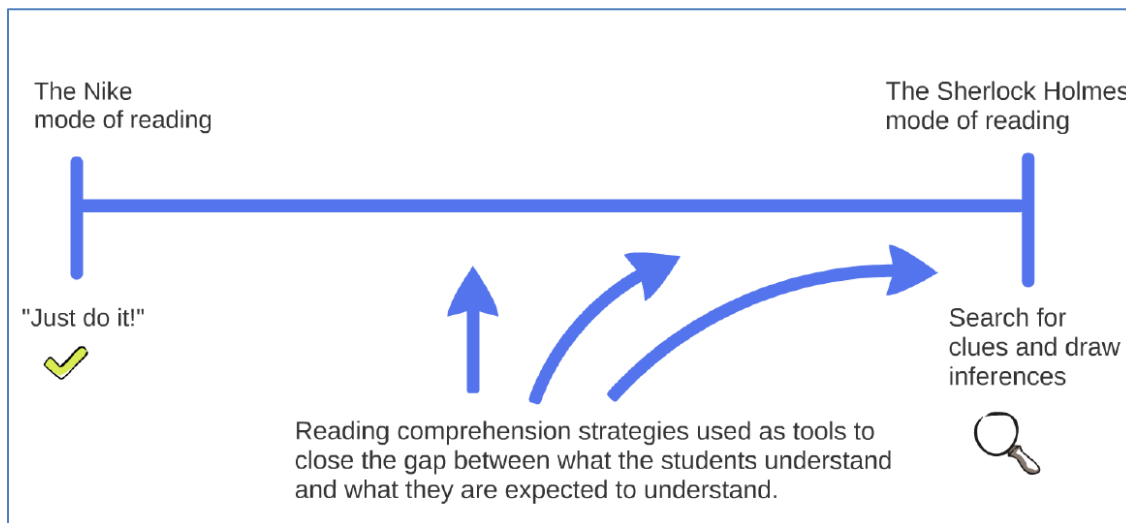 The Nike
mode of reading
The Sherlock Holmes
mode of reading
"Just do it!"
Search for
clues and draw
inferences
Reading comprehension strategies used as tools to
close the gap between what the students understand
and what they are expected to understand.